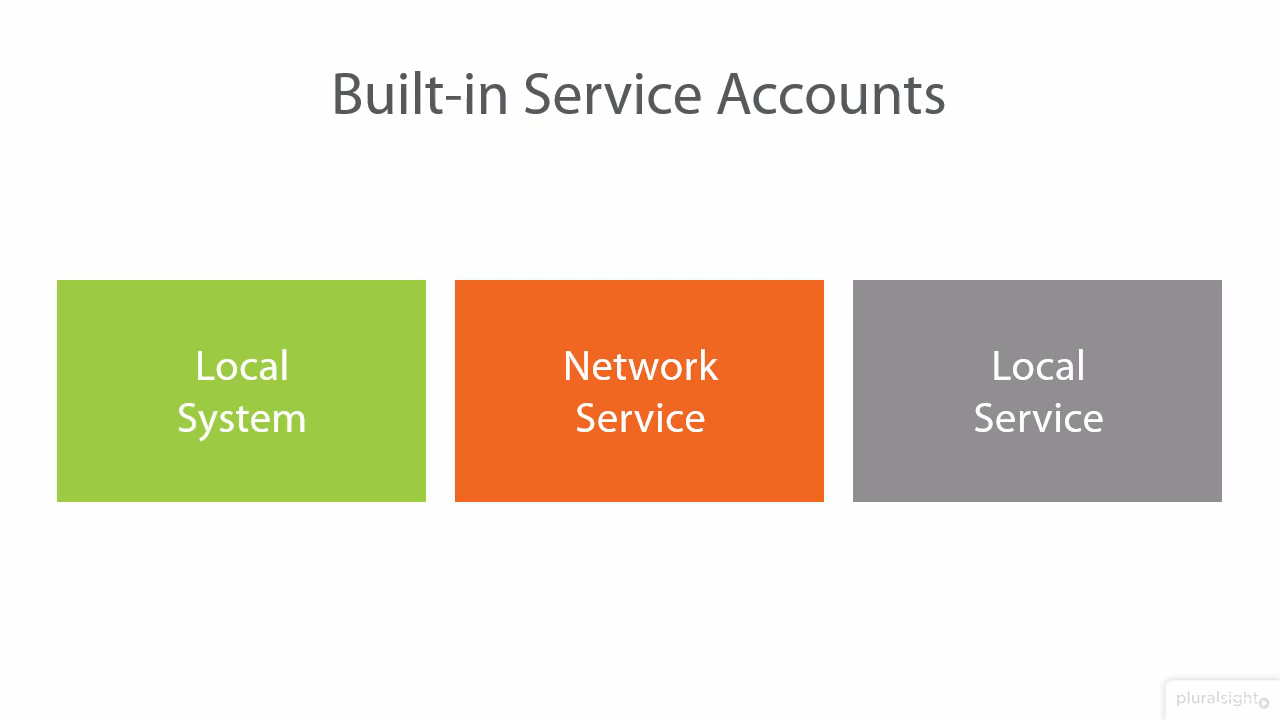 Built-in Service Accounts
Local
System
Network
Service
Local
Service
pluralsight